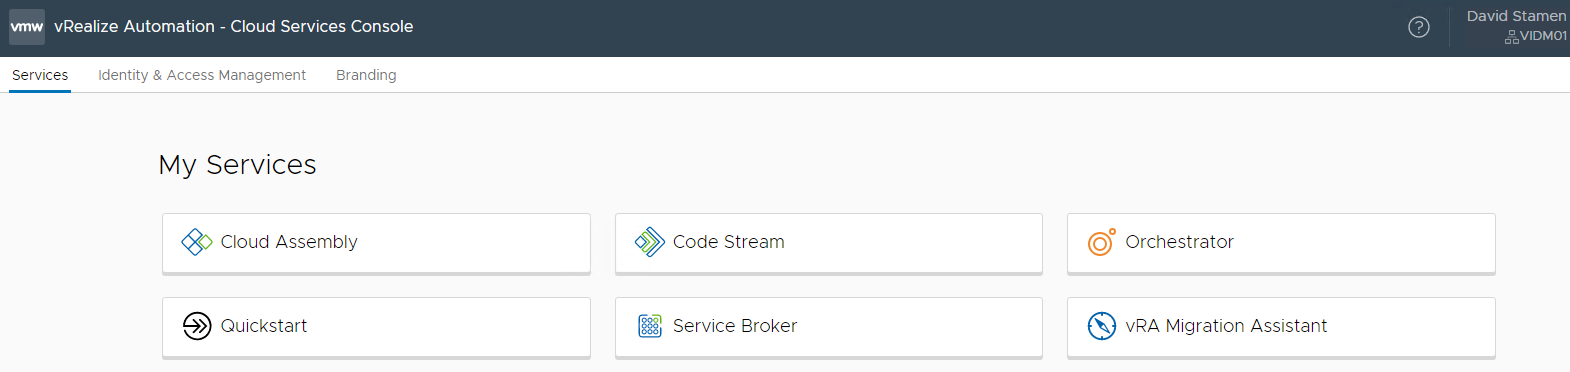 vmw vRealize Automation - Cloud Services Console
?
David Stamen
VIDM01
Services Identity & Access Management Branding
My Services
Cloud Assembly Code Stream Orchestrator
Quickstart Service Broker vRA Migration Assistant